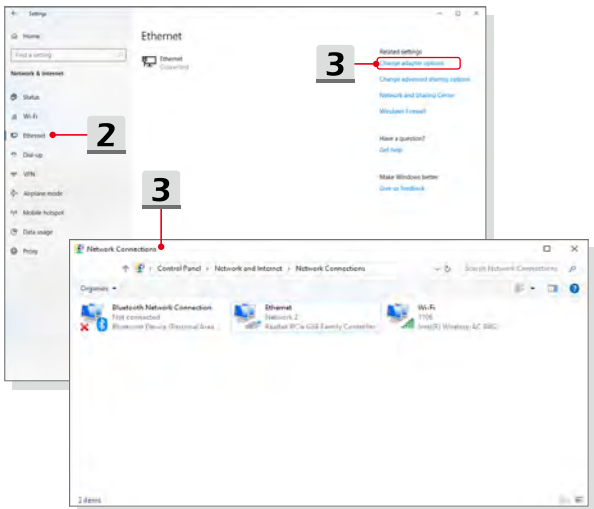 Settings
Home
Ethernet
Find a setting
Ethernet
Connected
3
Related settings
Change adapter options
Change advanced sharing options
Network and Sharing Center
Windows Firewall
Network & Internet
Status
Wi-Fi
Ethernet
2
Dial-up
VPN
Airplane mode
Mobile hotspot
Data usage
Proxy
Have a question?
Get help
Make Windows better
Give us feedback
3
Network Connections
Control Panel › Network and Internet › Network Connections
Search Network Connections
Organize
Bluetooth Network Connection
Not connected
Bluetooth Device (Personal Area ...
Ethernet
Network 2
Realtek PCIe GBE Family Controller
Wi-Fi
Intel(R) Wireless-AC
items